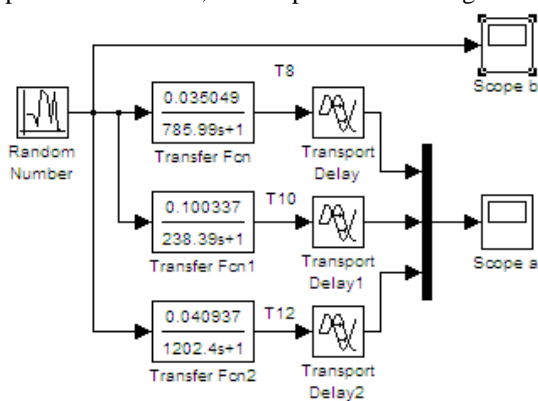 T8
Scope b
Random
Number
0.035049
785.99s+1
Transfer Fcn
Transport
Delay
T10
0.100337
238.39s+1
Transfer Fcn1
Transport
Delay1
Scope a
T12
0.040937
1202.4s+1
Transfer Fcn2
Transport
Delay2